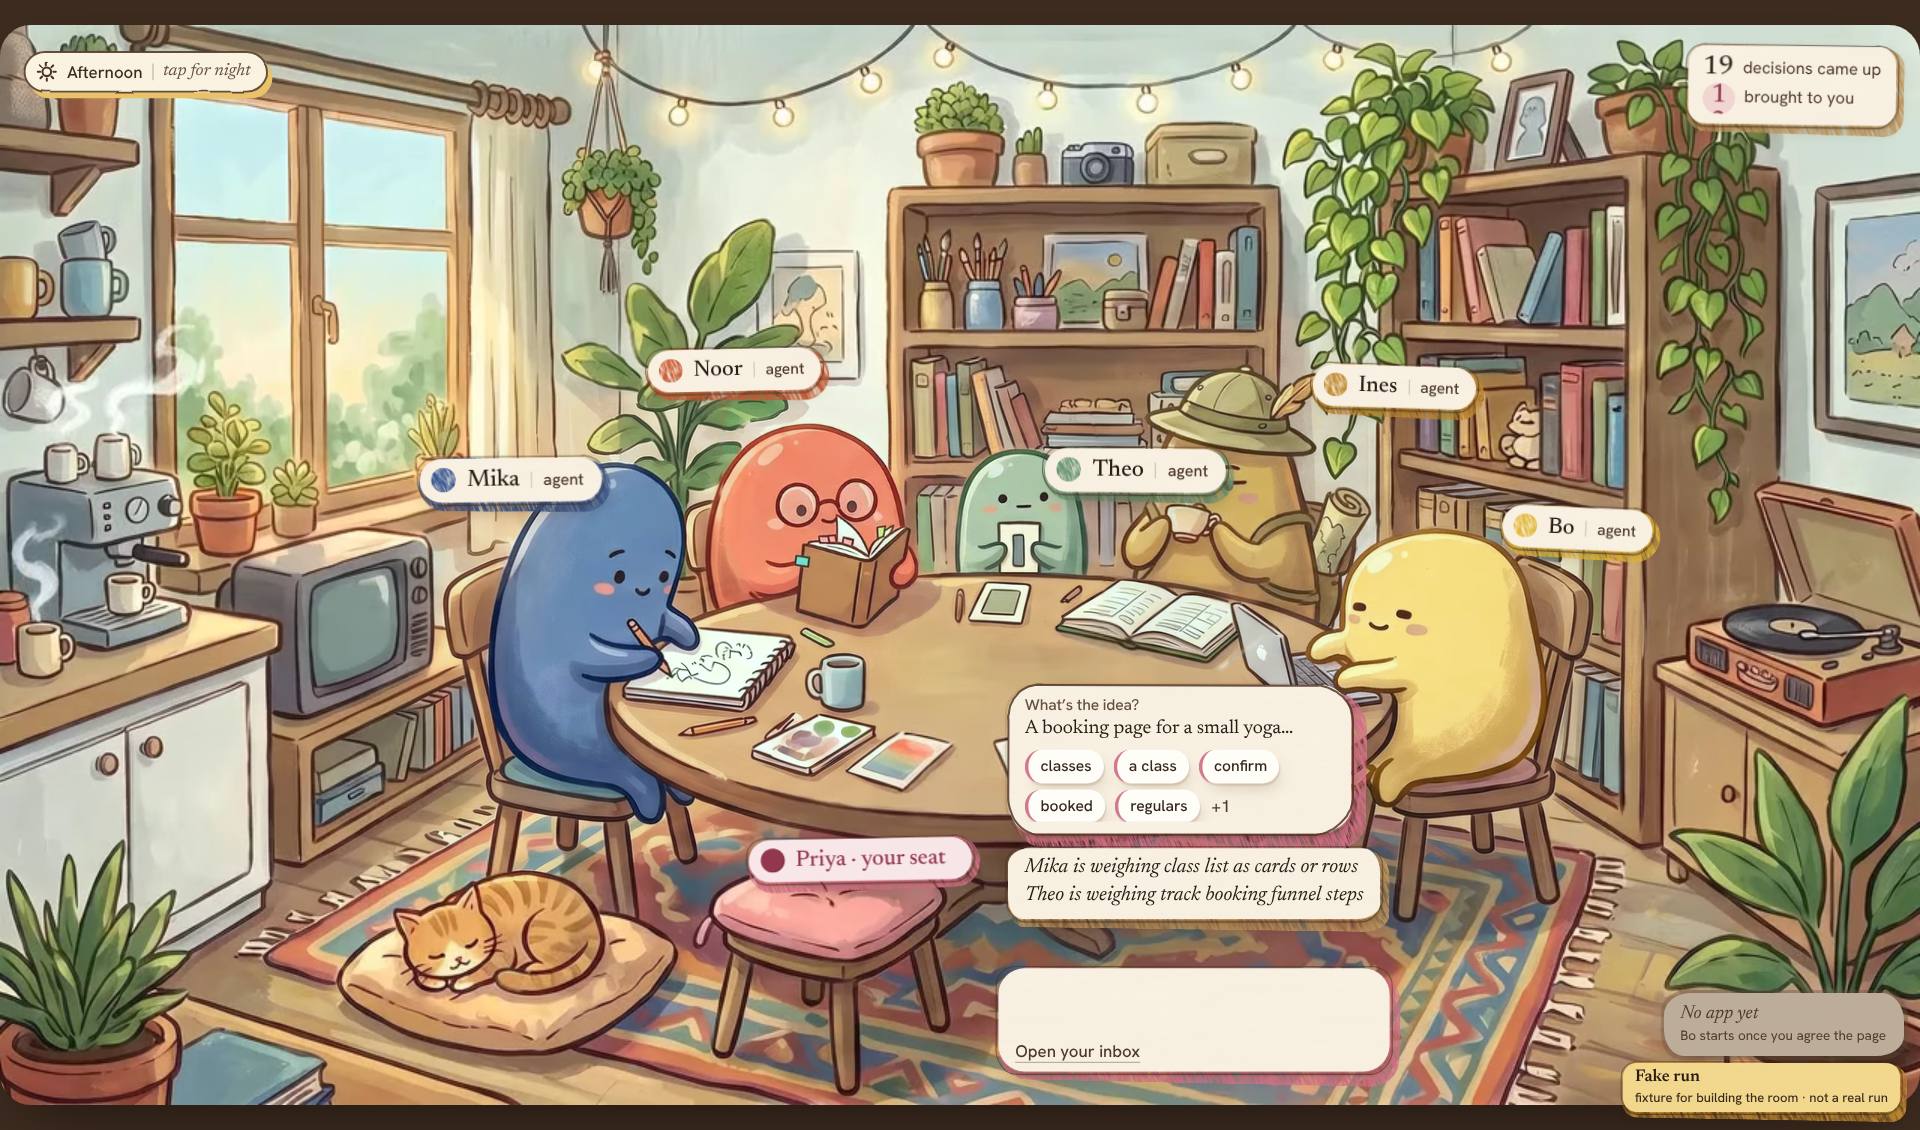 Afternoon tap for night
19 decisions came up
1 brought to you
Noor agent
Ines agent
Mika agent
Theo agent
Bo agent
What's the idea?
A booking page for a small yoga...
classes a class confirm
booked regulars +1
Priya · your seat
Mika is weighing class list as cards or rows
Theo is weighing track booking funnel steps
Open your inbox
No app yet
Bo starts once you agree the page
Fake run
fixture for building the room · not a real run